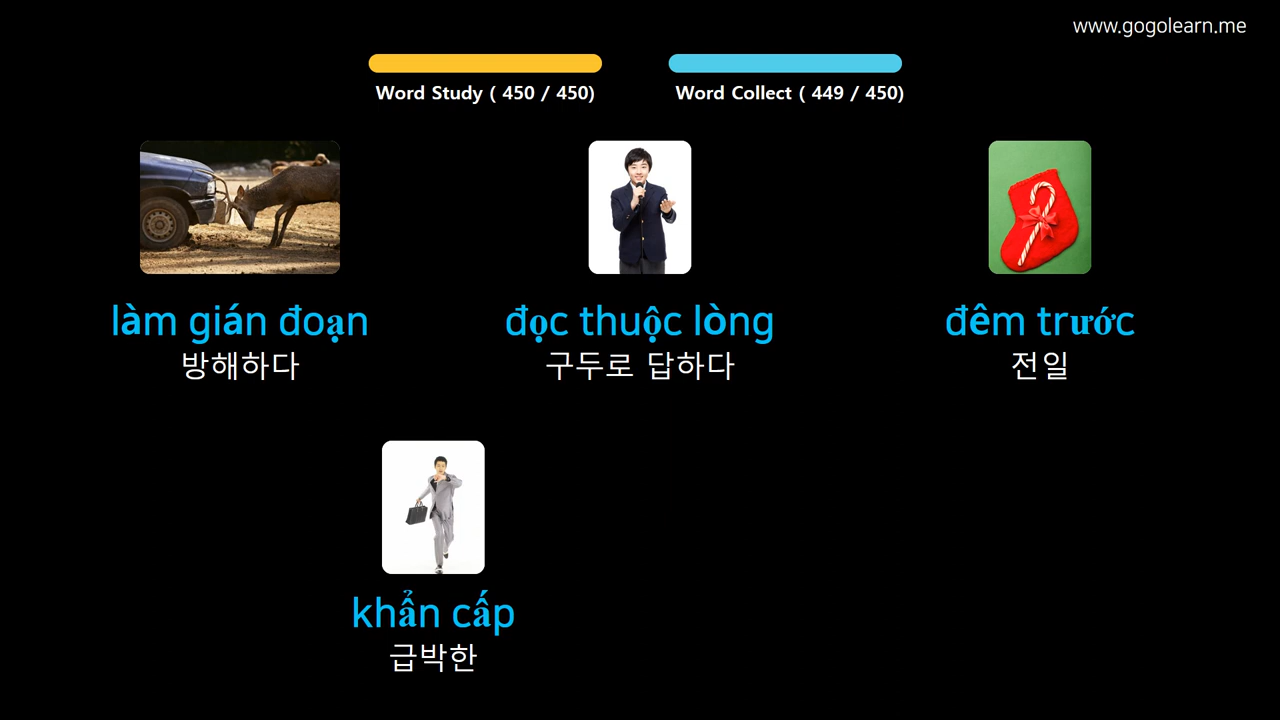 www.gogolearn.me
Word Study ( 450 / 450)
Word Collect ( 449 / 450)
làm gián đoạn
방해하다
đọc thuộc lòng
구두로 답하다
đêm trước
전일
khẩn cấp
급박한